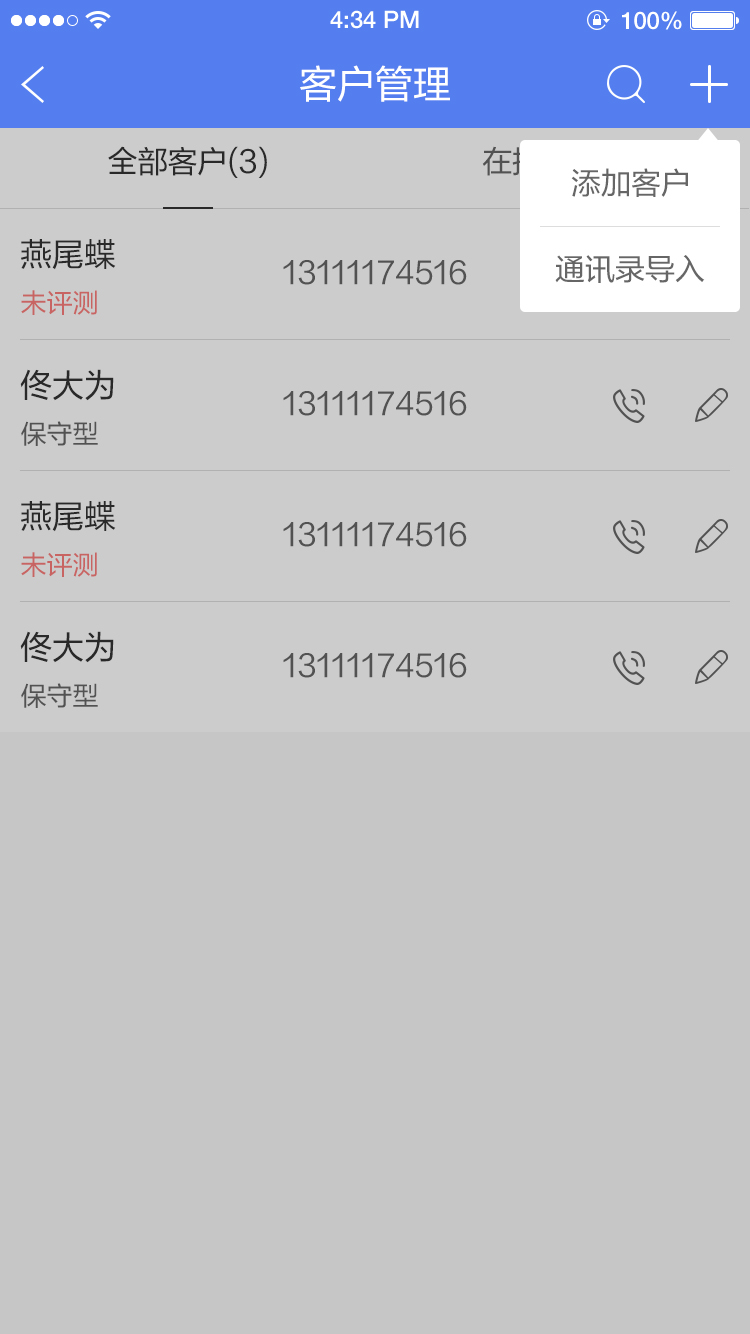 4:34 PM
100%
客户管理
全部客户(3)
在
添加客户
通讯录导入
燕尾蝶
13111174516
未评测
佟大为
13111174516
保守型
燕尾蝶
13111174516
未评测
佟大为
13111174516
保守型